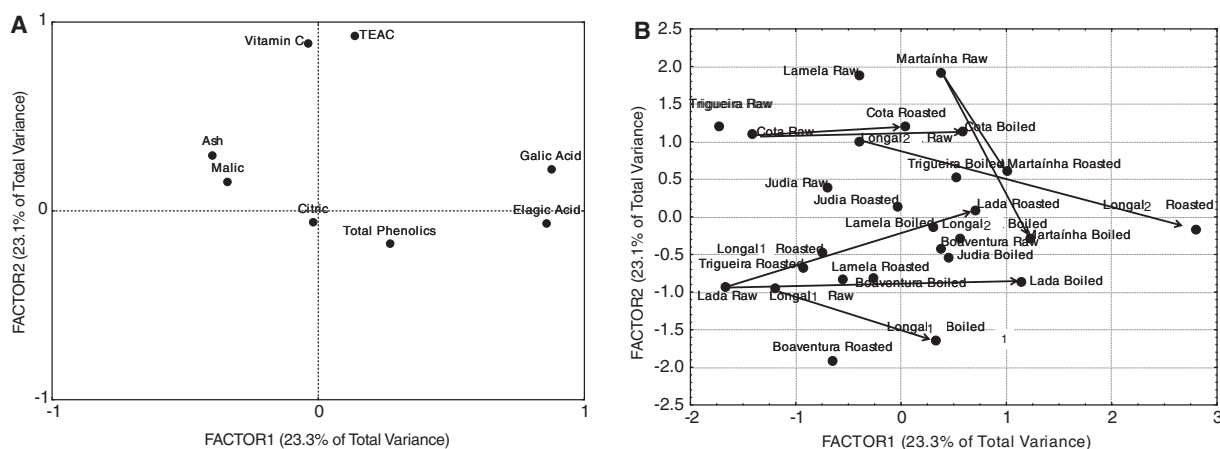 A
1
Vitamin C
TEAC
Ash
Malic
Galic Acid
0
Citric
Elagic Acid
Total Phenolics
-1
-1
0
1
FACTOR2 (23.1% of Total Variance)
FACTOR1 (23.3% of Total Variance)
B
2.5
2.0
1.5
1.0
0.5
0.0
-0.5
-1.0
-1.5
-2.0
-2.5
Martaínha Raw
Lamela Raw
Trigueira Raw
Cota Roasted
Cota Raw
Cota Boiled
Longal2 Raw
Trigueira Boiled
Martaínha Roasted
Judia Raw
Judia Roasted
Lada Roasted
Longal2 Roasted
Lamela Boiled
Longal2 Boiled
Martaínha Boiled
Boaventura Raw
Longal1 Roasted
Judia Boiled
Trigueira Roasted
Lamela Roasted
Boaventura Boiled
Lada Boiled
Lada Raw
Longal1 Raw
Longal1 Boiled
1
Boaventura Roasted
-2
-1
0
1
2
3
FACTOR2 (23.1% of Total Variance)
FACTOR1 (23.3% of Total Variance)